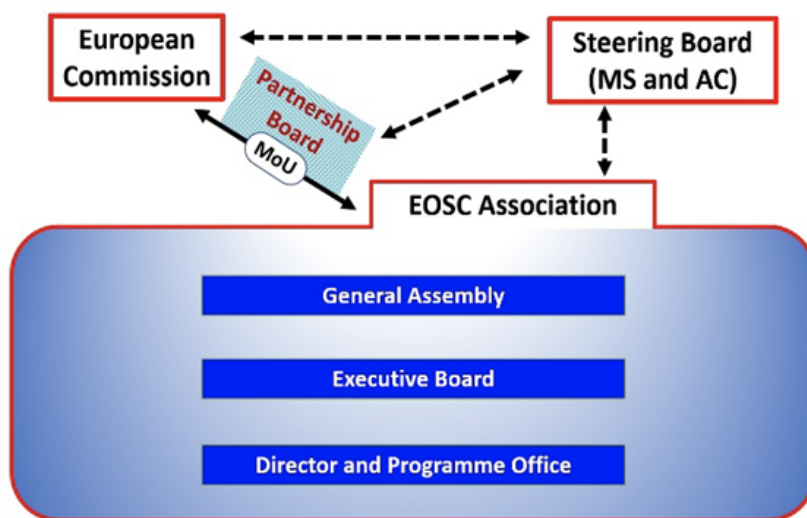 European
Commission
Steering Board
(MS and AC)
Partnership
Board
MoU
EOSC Association
General Assembly
Executive Board
Director and Programme Office